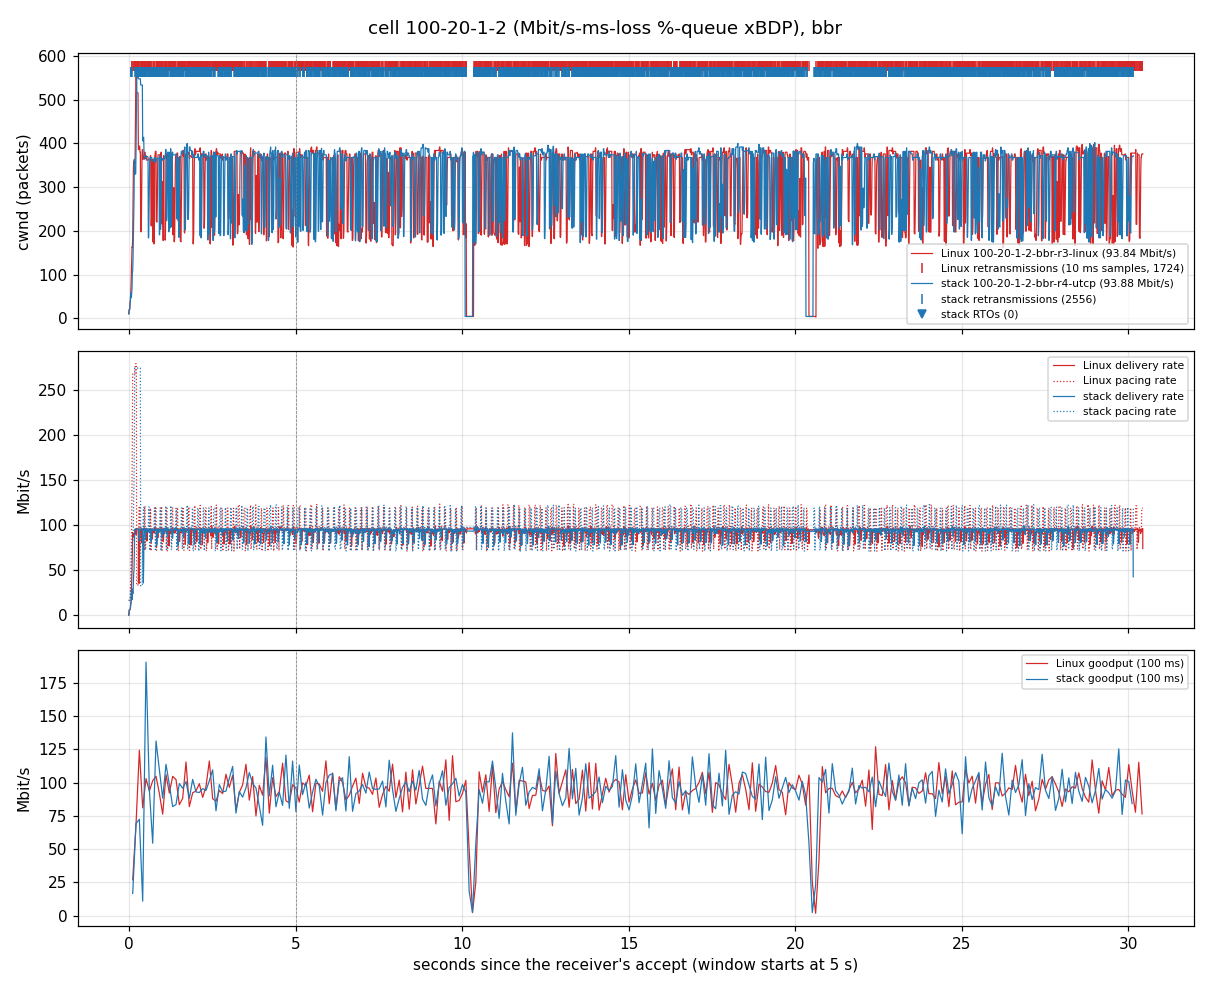 cell 100-20-1-2 (Mbit/s-ms-loss %-queue xBDP), bbr
600
500
400
300
200
100
0
cwnd (packets)
Linux 100-20-1-2-bbr-r3-linux (93.84 Mbit/s)
Linux retransmissions (10 ms samples, 1724)
stack 100-20-1-2-bbr-r4-utcp (93.88 Mbit/s)
stack retransmissions (2556)
stack RTOs (0)
250
200
150
100
50
0
Mbit/s
Linux delivery rate
Linux pacing rate
stack delivery rate
stack pacing rate
175
150
125
100
75
50
25
0
Mbit/s
Linux goodput (100 ms)
stack goodput (100 ms)
0 5 10 15 20 25 30
seconds since the receiver's accept (window starts at 5 s)